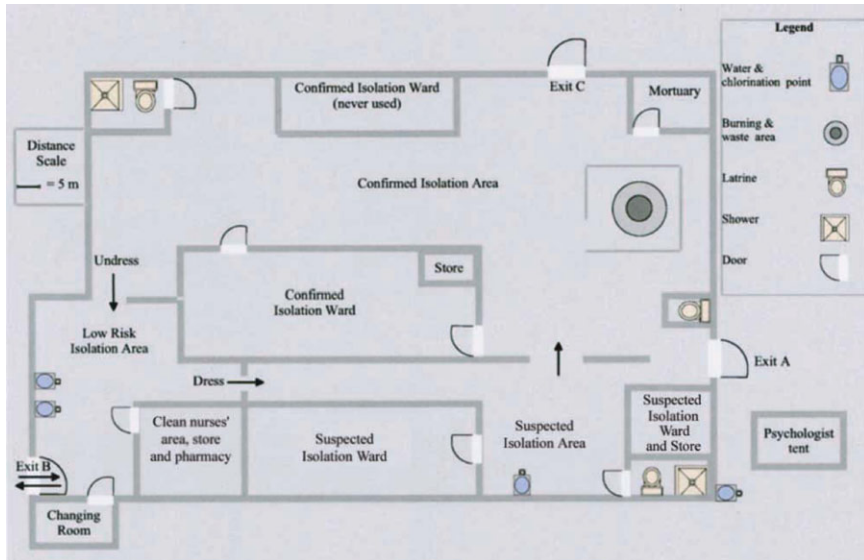 Legend
Water &
chlorination point
Burning &
waste area
Latrine
Shower
Door
Confirmed Isolation Ward
(never used)
Exit C
Mortuary
Distance
Scale
= 5 m
Confirmed Isolation Area
Undress
Store
Confirmed
Isolation Ward
Low Risk
Isolation Area
Exit A
Dress
Clean nurses'
area, store
and pharmacy
Suspected
Isolation Ward
Suspected
Isolation Area
Suspected
Isolation
Ward
and Store
Psychologist
tent
Exit B
Changing
Room